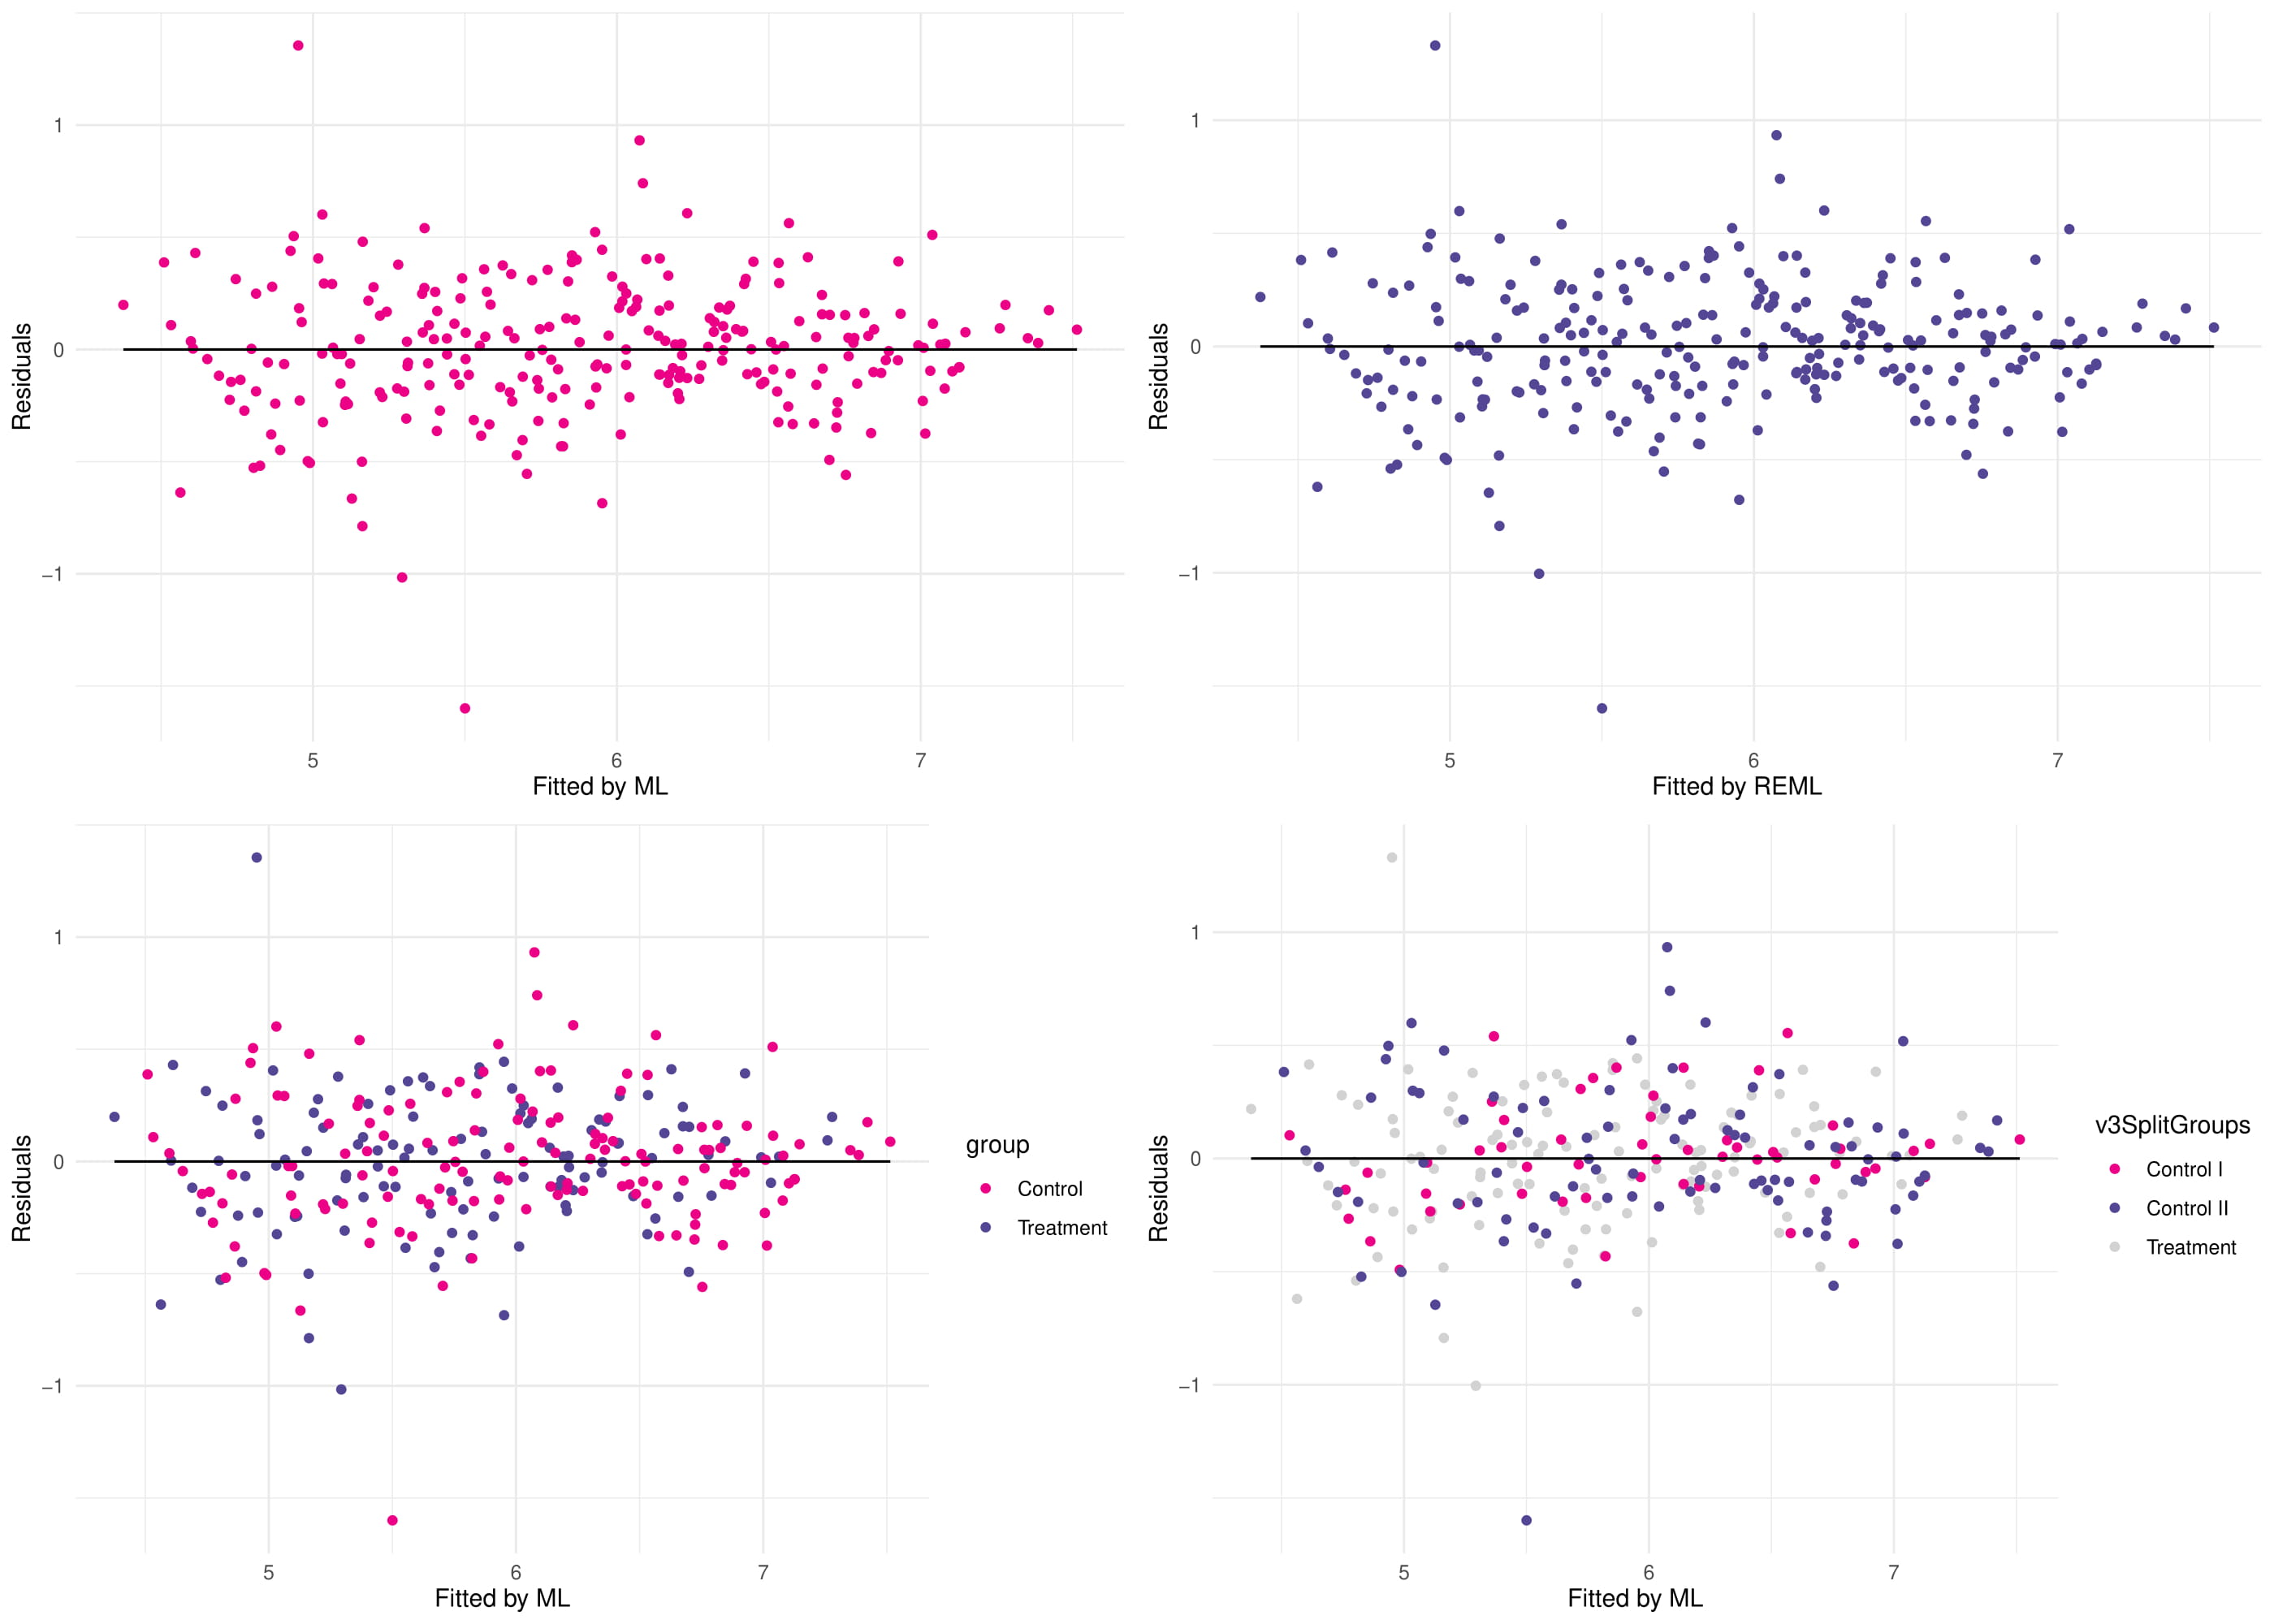 1
0
−1
Residuals
5 6 7
Fitted by ML
1
0
−1
Residuals
5 6 7
Fitted by REML
1
0
−1
Residuals
5 6 7
Fitted by ML
group
Control
Treatment
1
0
−1
Residuals
5 6 7
Fitted by ML
v3SplitGroups
Control I
Control II
Treatment